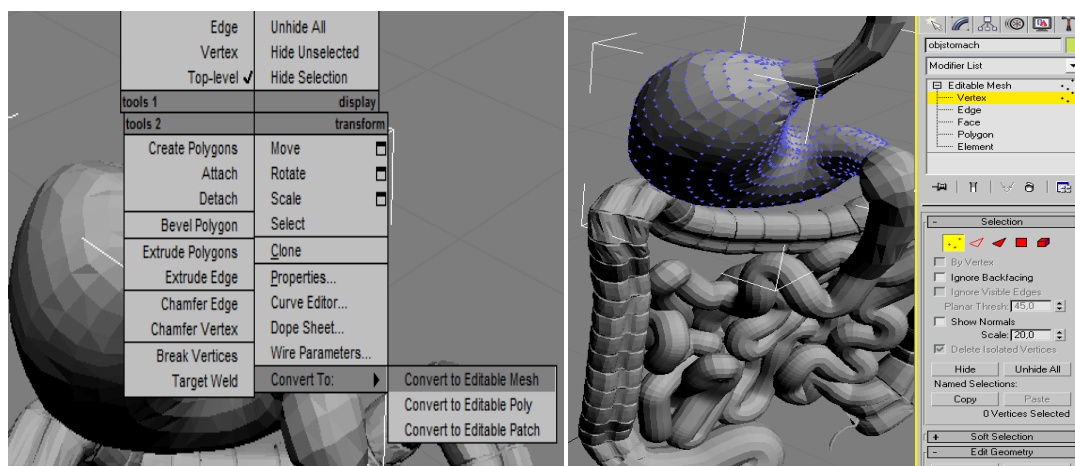 Edge
Vertex
Top-level
tools 1
tools 2
Create Polygons
Attach
Detach
Bevel Polygon
Extrude Polygons
Extrude Edge
Chamfer Edge
Chamfer Vertex
Break Vertices
Target Weld
Unhide All
Hide Unselected
Hide Selection
display
transform
Move
Rotate
Scale
Select
Clone
Properties...
Curve Editor...
Dope Sheet...
Wire Parameters...
Convert To:
Convert to Editable Mesh
Convert to Editable Poly
Convert to Editable Patch
objstomach
Modifier List
Editable Mesh
Vertex
Edge
Face
Polygon
Element
- Selection
By Vertex
Ignore Backfacing
Ignore Visible Edges
Planar Thresh: 45,0
Show Normals
Scale: 20,0
Delete Isolated Vertices
Hide Unhide All
Named Selections:
Copy Paste
0 Vertices Selected
+ Soft Selection
- Edit Geometry